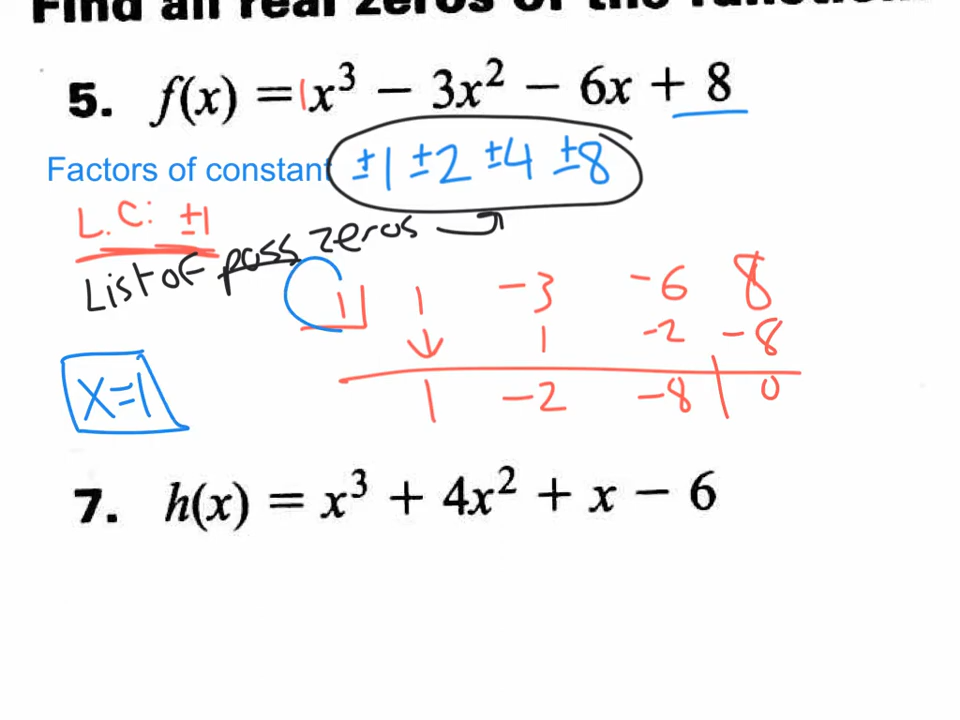 Find all real zeros of the function.
5. f(x) = 1x³ − 3x² − 6x + 8
Factors of constant ±1 ±2 ±4 ±8
L.C: ±1
List of poss zeros
1 1 -3 -6 8
1 -2 -8
1 -2 -8 0
x=1
7. h(x) = x³ + 4x² + x − 6